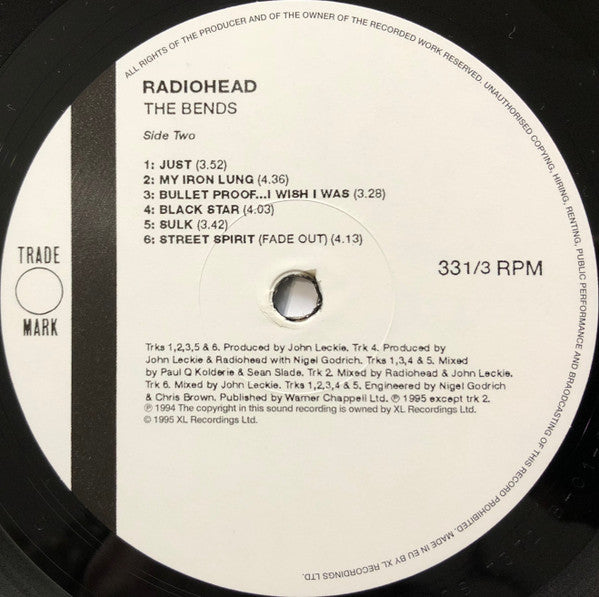 ALL RIGHTS OF THE PRODUCER AND OF THE OWNER OF THE RECORDED WORK RESERVED. UNAUTHORISED COPYING, HIRING, RENTING, PUBLIC PERFORMANCE AND BRAODCASTING OF THIS RECORD PROHIBITED. MADE IN EU BY XL RECORDINGS LTD.
RADIOHEAD
THE BENDS
Side Two
1: JUST (3.52)
2: MY IRON LUNG (4.36)
3: BULLET PROOF...I WISH I WAS (3.28)
4: BLACK STAR (4.03)
5: SULK (3.42)
6: STREET SPIRIT (FADE OUT) (4.13)
TRADE
MARK
331/3 RPM
Trks 1,2,3,5 & 6. Produced by John Leckie. Trk 4. Produced by
John Leckie & Radiohead with Nigel Godrich. Trks 1,3,4 & 5. Mixed
by Paul Q Kolderie & Sean Slade. Trk 2. Mixed by Radiohead & John Leckie.
Trk 6. Mixed by John Leckie. Trks 1,2,3,4 & 5. Engineered by Nigel Godrich
& Chris Brown. Published by Warner Chappell Ltd. ℗ 1995 except trk 2.
℗ 1994 The copyright in this sound recording is owned by XL Recordings Ltd.
© 1995 XL Recordings Ltd.